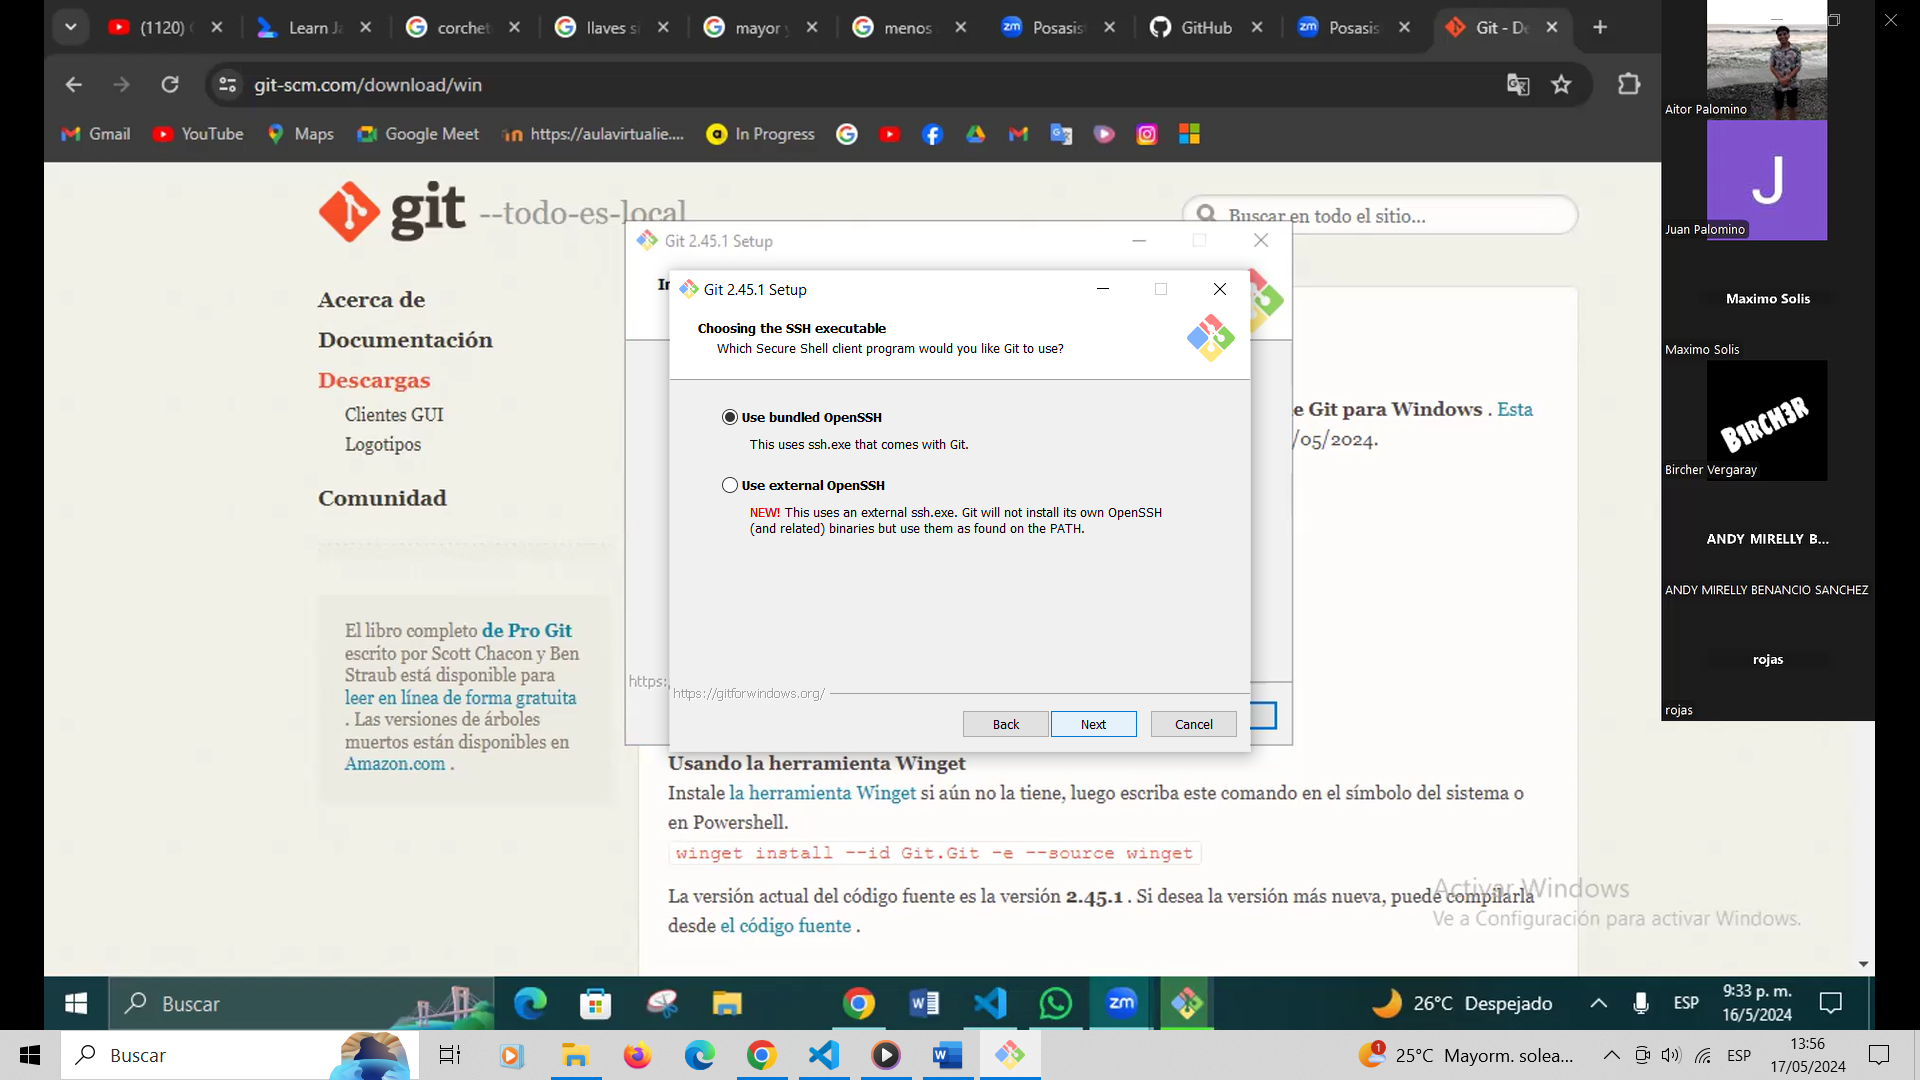 (1120)
Learn Ja
corchet
llaves si
mayor y
menos
Posasis
GitHub
Posasis
Git - De
git-scm.com/download/win
Gmail
YouTube
Maps
Google Meet
https://aulavirtualie....
In Progress
git --todo-es-local
Buscar en todo el sitio...
Acerca de
Documentación
Descargas
Clientes GUI
Logotipos
Comunidad
El libro completo de Pro Git
escrito por Scott Chacon y Ben
Straub está disponible para
leer en línea de forma gratuita
. Las versiones de árboles
muertos están disponibles en
Amazon.com .
Git 2.45.1 Setup
https:
Git 2.45.1 Setup
Choosing the SSH executable
Which Secure Shell client program would you like Git to use?
Use bundled OpenSSH
This uses ssh.exe that comes with Git.
Use external OpenSSH
NEW! This uses an external ssh.exe. Git will not install its own OpenSSH
(and related) binaries but use them as found on the PATH.
https://gitforwindows.org/
Back
Next
Cancel
e Git para Windows . Esta
/05/2024.
Usando la herramienta Winget
Instale la herramienta Winget si aún no la tiene, luego escriba este comando en el símbolo del sistema o
en Powershell.
winget install --id Git.Git -e --source winget
La versión actual del código fuente es la versión 2.45.1 . Si desea la versión más nueva, puede compilarla
desde el código fuente .
Activar Windows
Ve a Configuración para activar Windows.
Aitor Palomino
J
Juan Palomino
Maximo Solis
Maximo Solis
B1RCH3R
Bircher Vergaray
ANDY MIRELLY B...
ANDY MIRELLY BENANCIO SANCHEZ
rojas
rojas
Buscar
zm
26°C Despejado
ESP
9:33 p. m.
16/5/2024
Buscar
1
25°C Mayorm. solea...
ESP
13:56
17/05/2024